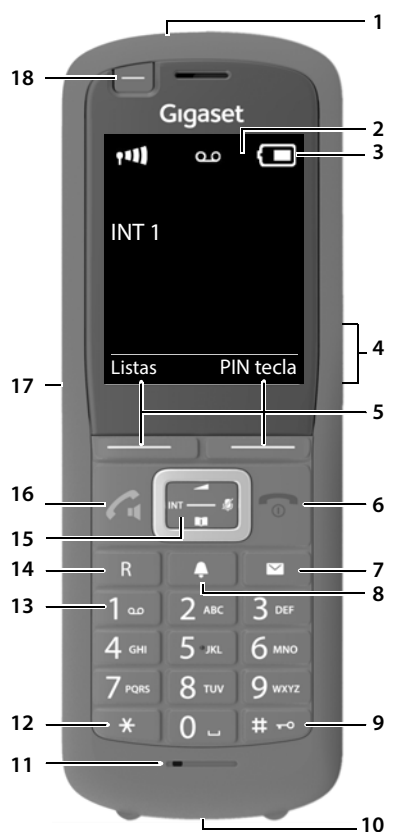 1
18
Gigaset
2
3
INT 1
4
Listas PIN tecla
17
5
16
INT
6
15
14 R 7
8
13 1 2 ABC 3 DEF
4 GHI 5 JKL 6 MNO
7 PQRS 8 TUV 9 WXYZ
12 * 0 # 9
11
10